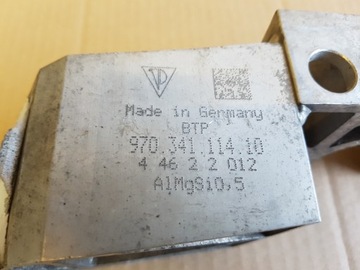 Made in Germany
BTP
970.341.114.10
4 46 2 2 012
AlMgSi0,5